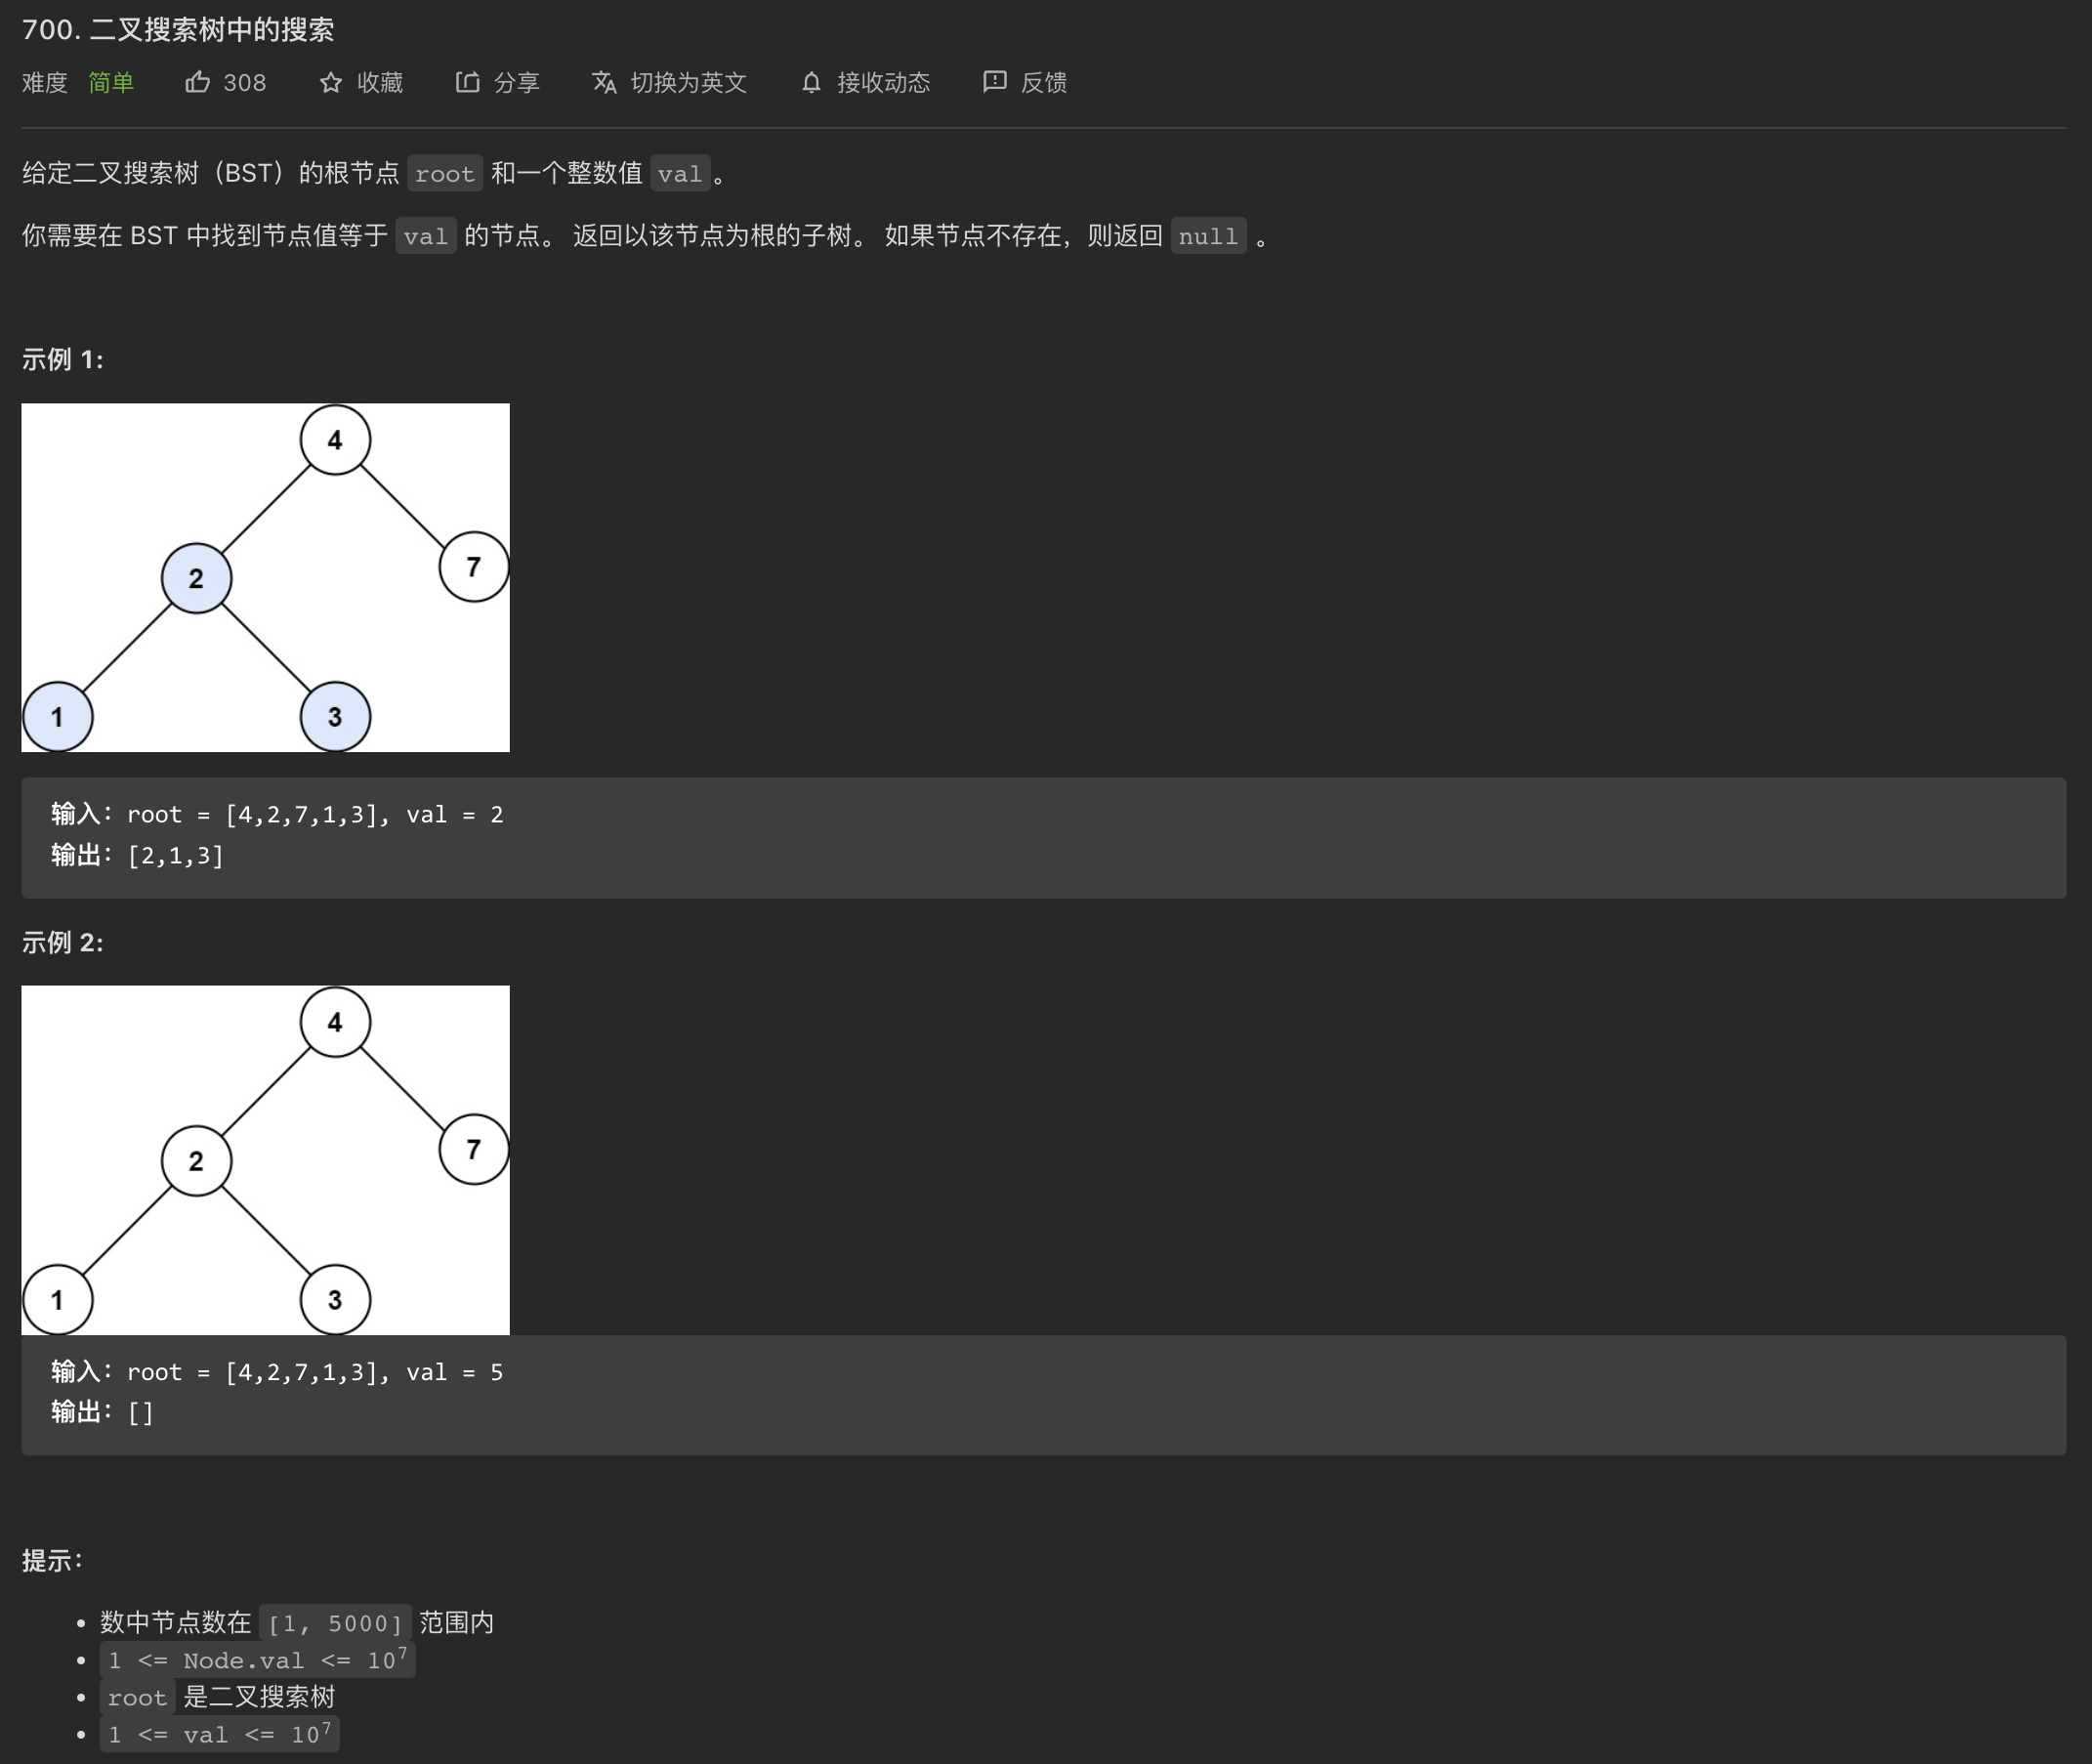 700. 二叉搜索树中的搜索
难度 简单 308 收藏 分享 切换为英文 接收动态 反馈
给定二叉搜索树（BST）的根节点 root 和一个整数值 val。
你需要在 BST 中找到节点值等于 val 的节点。 返回以该节点为根的子树。 如果节点不存在，则返回 null 。
示例 1:
4
2
7
1
3
输入：root = [4,2,7,1,3], val = 2
输出：[2,1,3]
示例 2:
4
2
7
1
3
输入：root = [4,2,7,1,3], val = 5
输出：[]
提示：
• 数中节点数在 [1, 5000] 范围内
• 1 <= Node.val <= 10⁷
• root 是二叉搜索树
• 1 <= val <= 10⁷